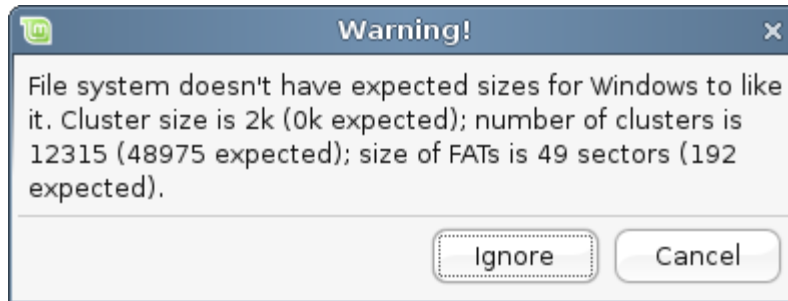 Warning!
File system doesn't have expected sizes for Windows to like
it. Cluster size is 2k (0k expected); number of clusters is
12315 (48975 expected); size of FATs is 49 sectors (192
expected).
Ignore Cancel